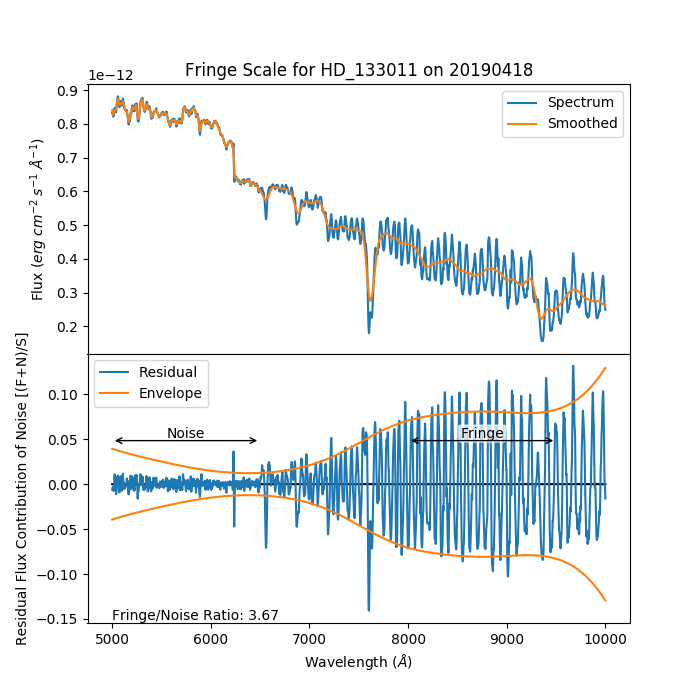 Fringe Scale for HD_133011 on 20190418
1e−12
0.9
0.8
0.7
0.6
0.5
0.4
0.3
0.2
Flux (erg cm⁻² s⁻¹ Å⁻¹)
Spectrum
Smoothed
Residual
Envelope
Noise
Fringe
0.10
0.05
0.00
−0.05
−0.10
−0.15
Residual Flux Contribution of Noise [(F+N)/S]
Fringe/Noise Ratio: 3.67
5000 6000 7000 8000 9000 10000
Wavelength (Å)